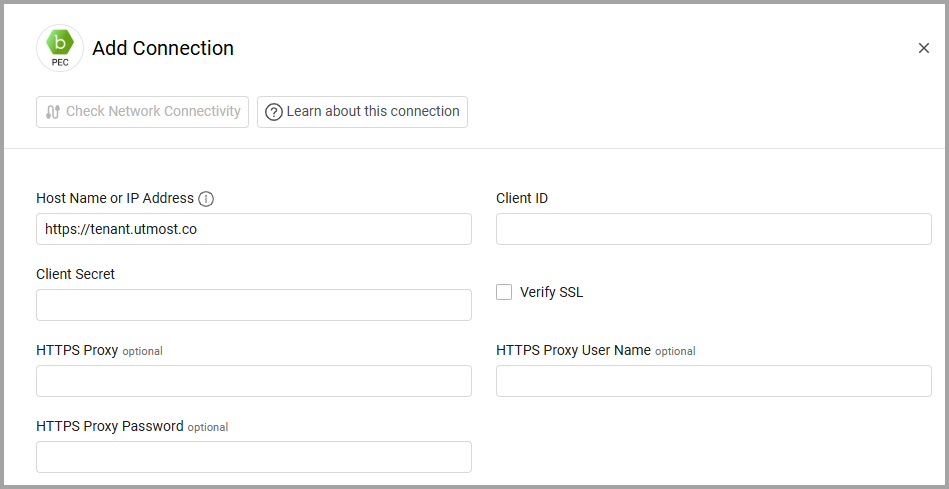 b
PEC
Add Connection
Check Network Connectivity
Learn about this connection
Host Name or IP Address
Client ID
https://tenant.utmost.co
Client Secret
Verify SSL
HTTPS Proxy optional
HTTPS Proxy User Name optional
HTTPS Proxy Password optional